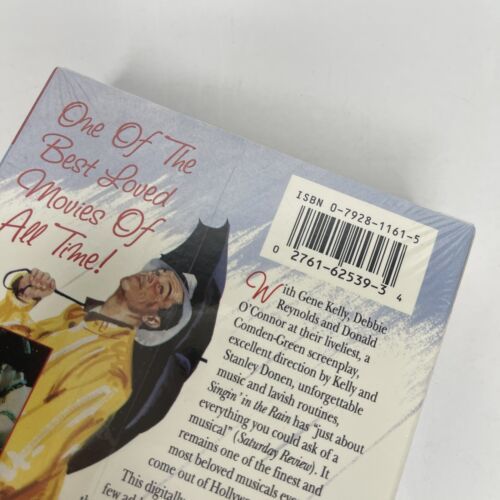 One Of The
Best Loved
Movies Of
All Time!
ISBN 0-7928-1161-5
0 2761-62539-3 4
With Gene Kelly, Debbie
Reynolds and Donald
O'Connor at their liveliest, a
Comden-Green screenplay,
excellent direction by Kelly and
Stanley Donen, unforgettable
music and lavish routines,
Singin' in the Rain has "just about
everything you could ask of a
musical" (Saturday Review). It
remains one of the finest and
most beloved musicals eve
come out of Hollyw
This digitally
few ad